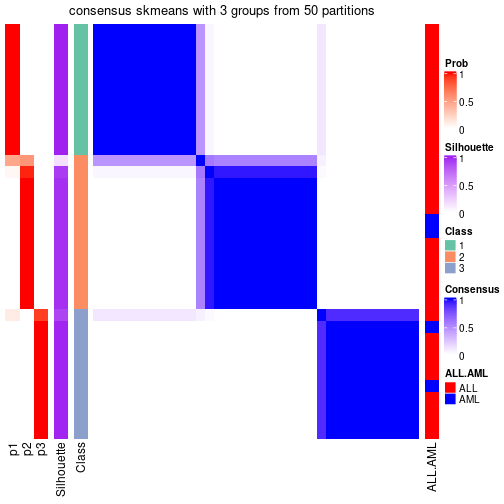 consensus skmeans with 3 groups from 50 partitions
Prob
1
0.5
0
Silhouette
1
0.5
0
Class
1
2
3
Consensus
1
0.5
0
ALL.AML
ALL
AML
p1
p2
p3
Silhouette
Class
ALL.AML